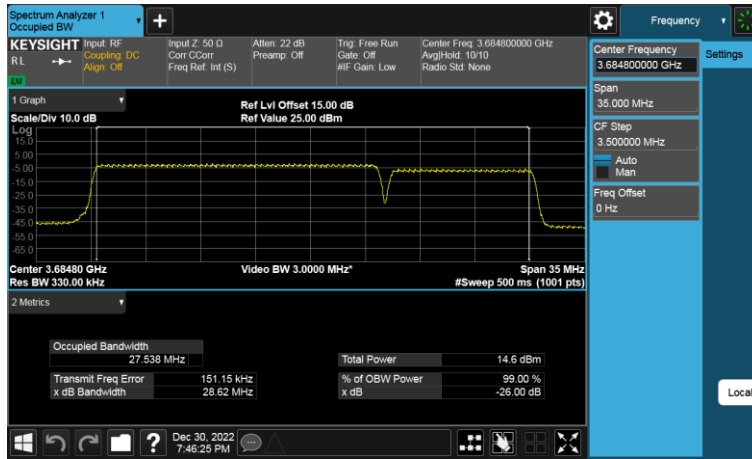 Spectrum Analyzer 1
Occupied BW
Frequency
KEYSIGHT
RL
LXI
Input: RF
Coupling: DC
Align: Off
Input Z: 50 Ω
Corr CCorr
Freq Ref: Int (S)
Atten: 22 dB
Preamp: Off
Trig: Free Run
Gate: Off
#IF Gain: Low
Center Freq: 3.684800000 GHz
Avg|Hold: 10/10
Radio Std: None
Center Frequency
3.684800000 GHz
Settings
Span
35.000 MHz
CF Step
3.500000 MHz
Auto
Man
Freq Offset
0 Hz
1 Graph
Scale/Div 10.0 dB
Ref Lvl Offset 15.00 dB
Ref Value 25.00 dBm
Log
15.0
5.00
-5.00
-15.0
-25.0
-35.0
-45.0
-55.0
-65.0
Center 3.68480 GHz
Res BW 330.00 kHz
Video BW 3.0000 MHz*
Span 35 MHz
#Sweep 500 ms (1001 pts)
2 Metrics
Occupied Bandwidth
27.538 MHz
Total Power 14.6 dBm
Transmit Freq Error 151.15 kHz
% of OBW Power 99.00 %
x dB Bandwidth 28.62 MHz
x dB -26.00 dB
Local
?
Dec 30, 2022
7:46:25 PM